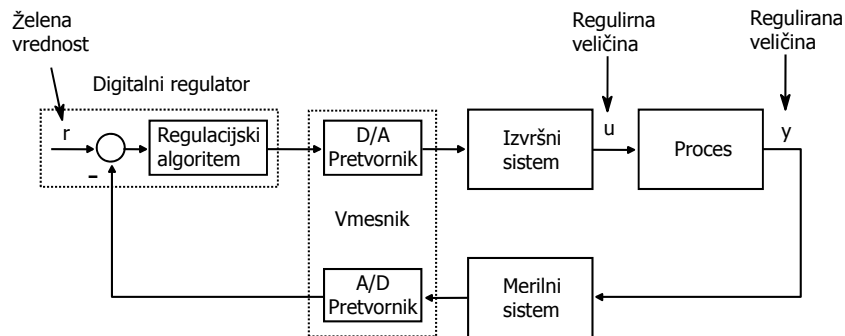 Želena
vrednost
Regulirna
veličina
Regulirana
veličina
Digitalni regulator
r
Regulacijski
algoritem
D/A
Pretvornik
Izvršni
sistem
u
Proces
y
–
Vmesnik
A/D
Pretvornik
Merilni
sistem